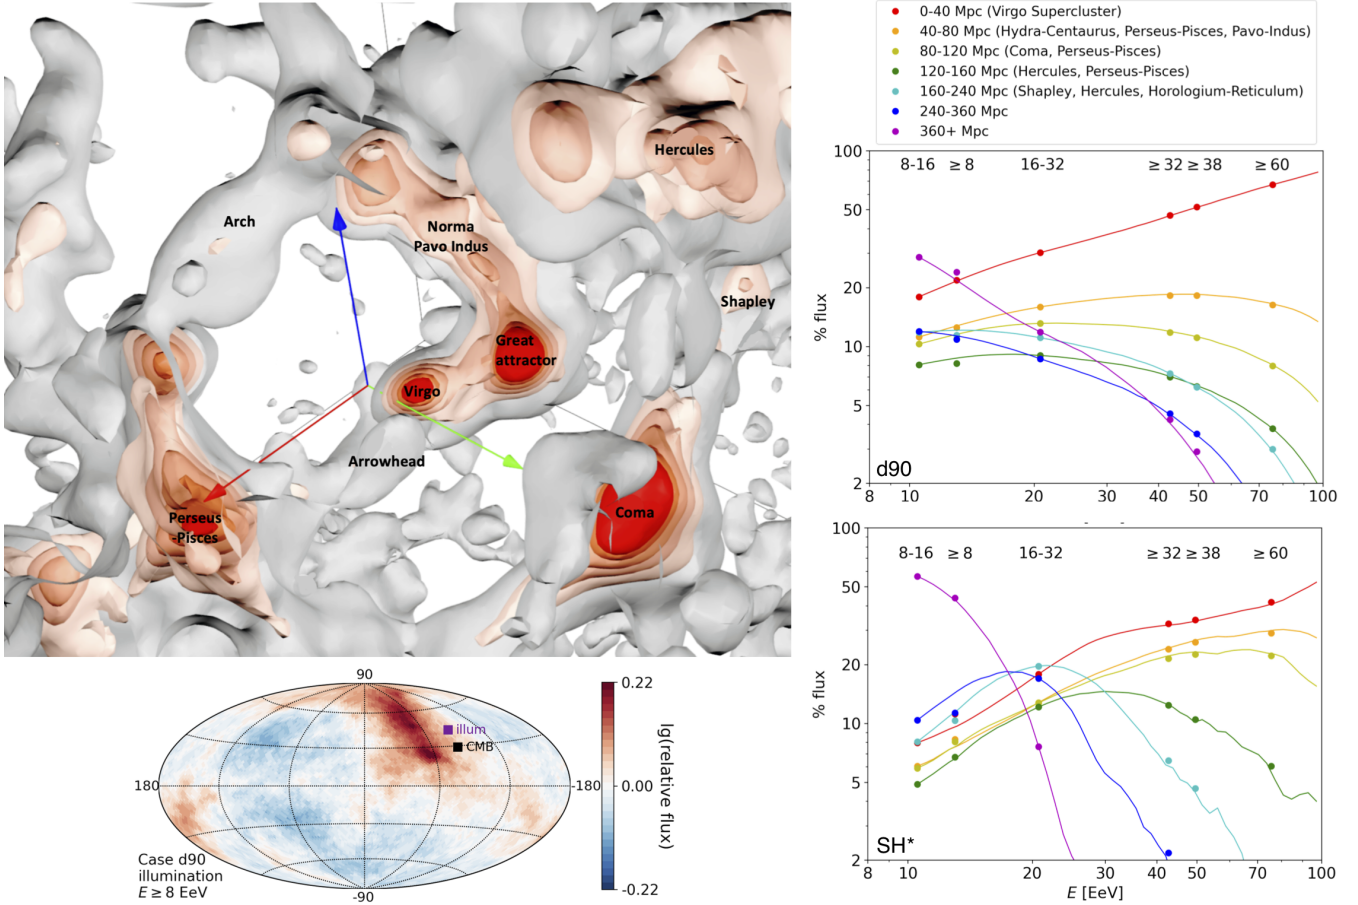 Hercules
Arch
Norma
Pavo Indus
Shapley
Great
attractor
Virgo
Arrowhead
Perseus
-Pisces
Coma
90
180
-180
-90
illum
CMB
Case d90
illumination
E ≥ 8 EeV
0.22
0.00
-0.22
lg(relative flux)
0-40 Mpc (Virgo Supercluster)
40-80 Mpc (Hydra-Centaurus, Perseus-Pisces, Pavo-Indus)
80-120 Mpc (Coma, Perseus-Pisces)
120-160 Mpc (Hercules, Perseus-Pisces)
160-240 Mpc (Shapley, Hercules, Horologium-Reticulum)
240-360 Mpc
360+ Mpc
100
50
20
10
5
2
% flux
8-16 ≥ 8 16-32 ≥ 32 ≥ 38 ≥ 60
d90
8 10 20 30 40 50 70 100
100
50
20
10
5
2
% flux
8-16 ≥ 8 16-32 ≥ 32 ≥ 38 ≥ 60
SH*
8 10 20 30 40 50 70 100
E [EeV]